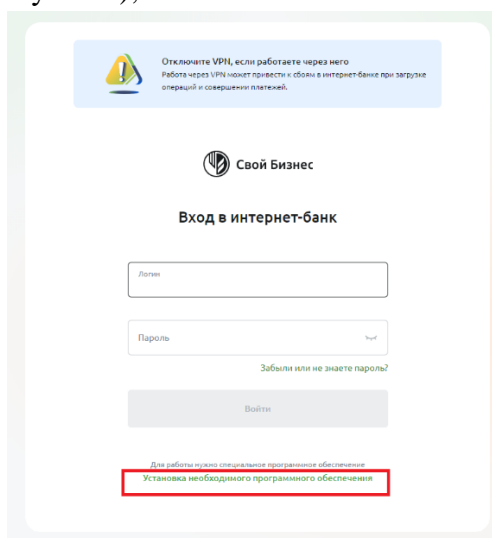 Отключите VPN, если работаете через него
Работа через VPN может привести к сбоям в интернет-банке при загрузке
операций и совершении платежей.
Свой Бизнес
Вход в интернет-банк
Логин
Пароль
Забыли или не знаете пароль?
Войти
Для работы нужно специальное программное обеспечение
Установка необходимого программного обеспечения